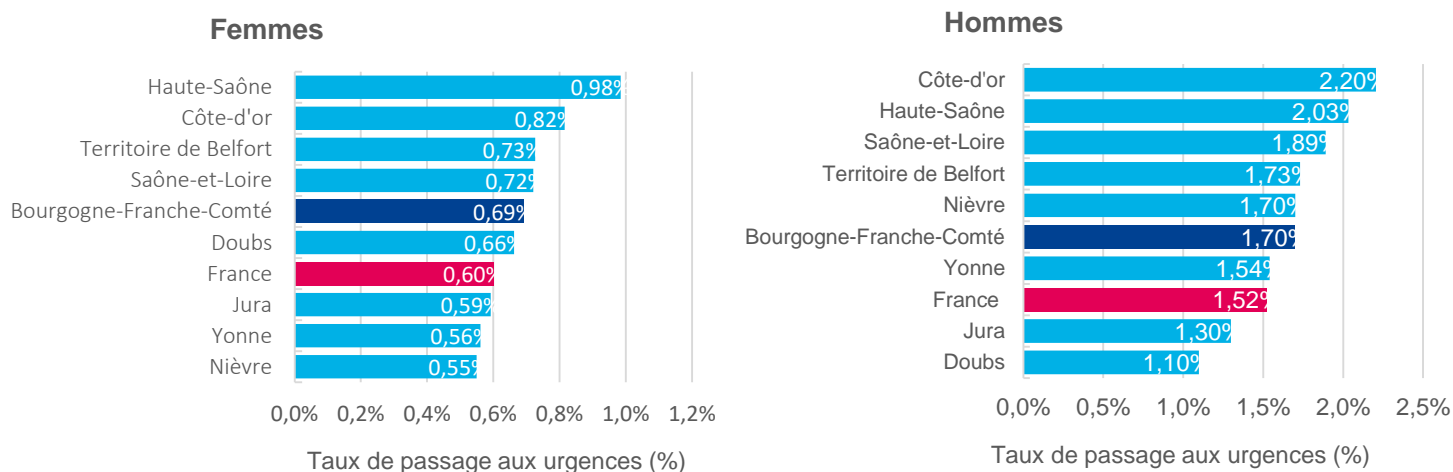 Femmes
Haute-Saône 0,98%
Côte-d'or 0,82%
Territoire de Belfort 0,73%
Saône-et-Loire 0,72%
Bourgogne-Franche-Comté 0,69%
Doubs 0,66%
France 0,60%
Jura 0,59%
Yonne 0,56%
Nièvre 0,55%
0,0% 0,2% 0,4% 0,6% 0,8% 1,0% 1,2%
Taux de passage aux urgences (%)
Hommes
Côte-d'or 2,20%
Haute-Saône 2,03%
Saône-et-Loire 1,89%
Territoire de Belfort 1,73%
Nièvre 1,70%
Bourgogne-Franche-Comté 1,70%
Yonne 1,54%
France 1,52%
Jura 1,30%
Doubs 1,10%
0,0% 0,5% 1,0% 1,5% 2,0% 2,5%
Taux de passage aux urgences (%)